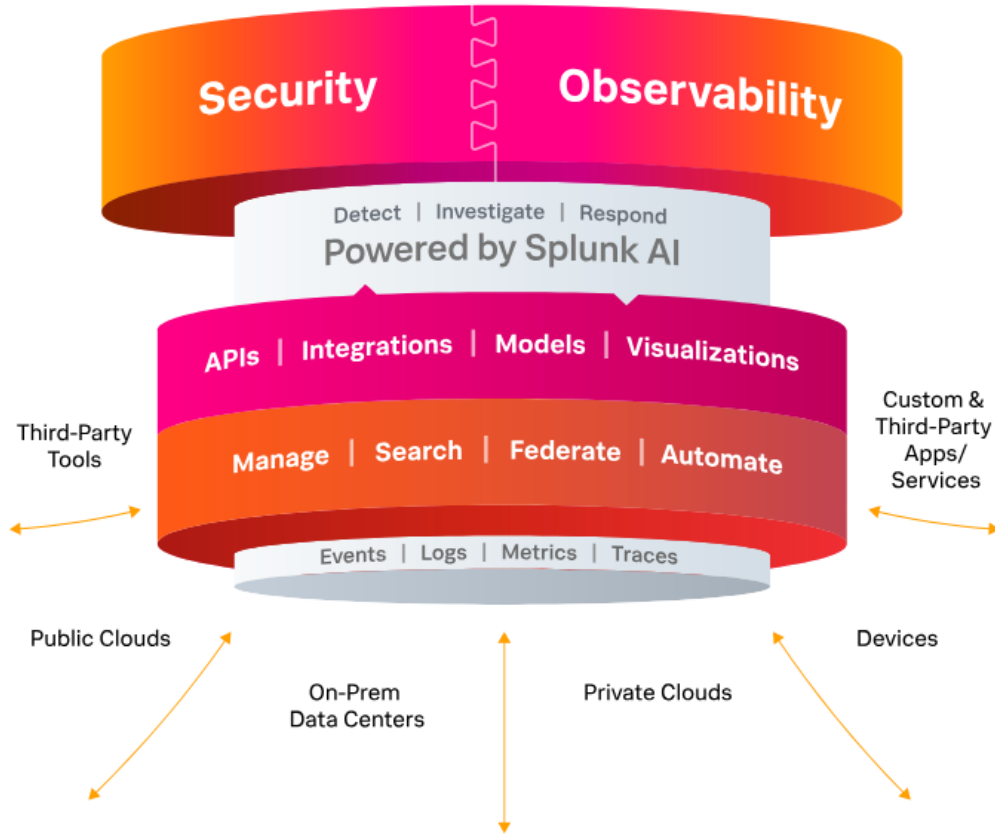 Security
Observability
Detect | Investigate | Respond
Powered by Splunk AI
APIs | Integrations | Models | Visualizations
Third-Party
Tools
Custom &
Third-Party
Apps/
Services
Manage | Search | Federate | Automate
Events | Logs | Metrics | Traces
Public Clouds
Devices
On-Prem
Data Centers
Private Clouds